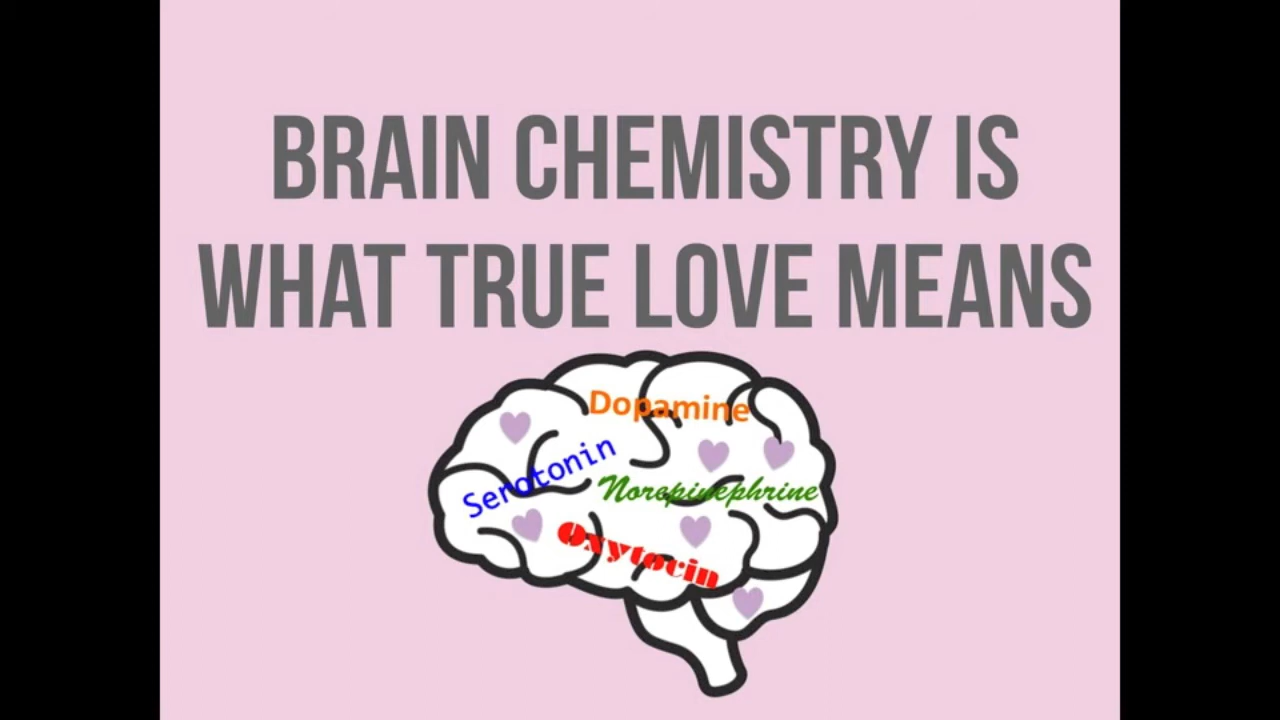 BRAIN CHEMISTRY IS
WHAT TRUE LOVE MEANS
Dopamine
Serotonin
Norepinephrine
Oxytocin